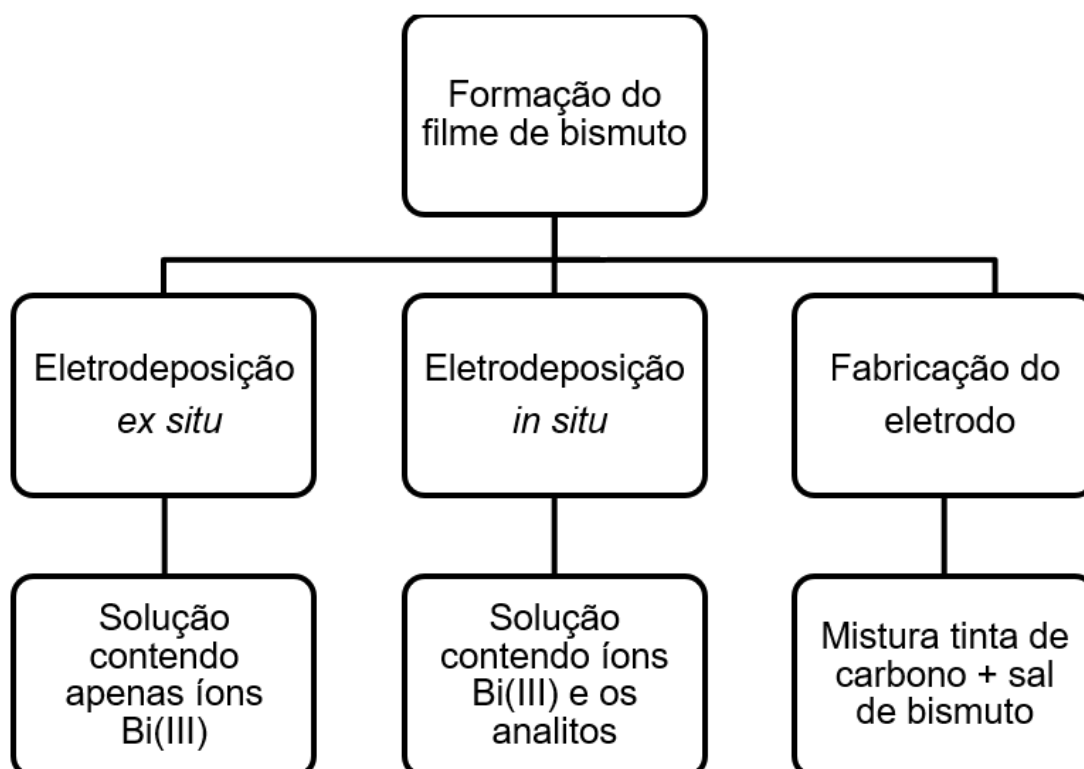 Formação do
filme de bismuto
Eletrodeposição
ex situ
Eletrodeposição
in situ
Fabricação do
eletrodo
Solução
contendo
apenas íons
Bi(III)
Solução
contendo íons
Bi(III) e os
analitos
Mistura tinta de
carbono + sal
de bismuto